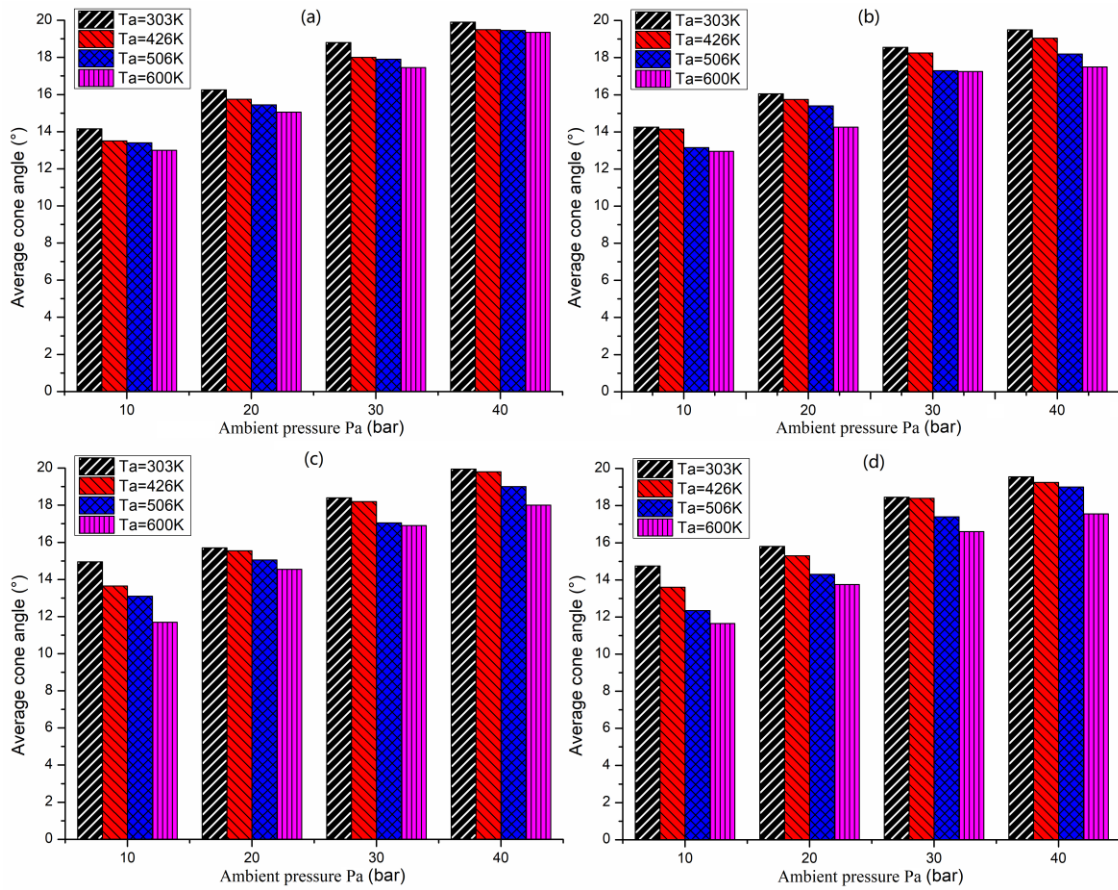 (a)
Ta=303K
Ta=426K
Ta=506K
Ta=600K
Average cone angle (°)
20
18
16
14
12
10
8
6
4
2
0
10 20 30 40
Ambient pressure Pa (bar)
(b)
Ta=303K
Ta=426K
Ta=506K
Ta=600K
Average cone angle (°)
20
18
16
14
12
10
8
6
4
2
0
10 20 30 40
Ambient pressure Pa (bar)
(c)
Ta=303K
Ta=426K
Ta=506K
Ta=600K
Average cone angle (°)
20
18
16
14
12
10
8
6
4
2
0
10 20 30 40
Ambient pressure Pa (bar)
(d)
Ta=303K
Ta=426K
Ta=506K
Ta=600K
Average cone angle (°)
20
18
16
14
12
10
8
6
4
2
0
10 20 30 40
Ambient pressure Pa (bar)